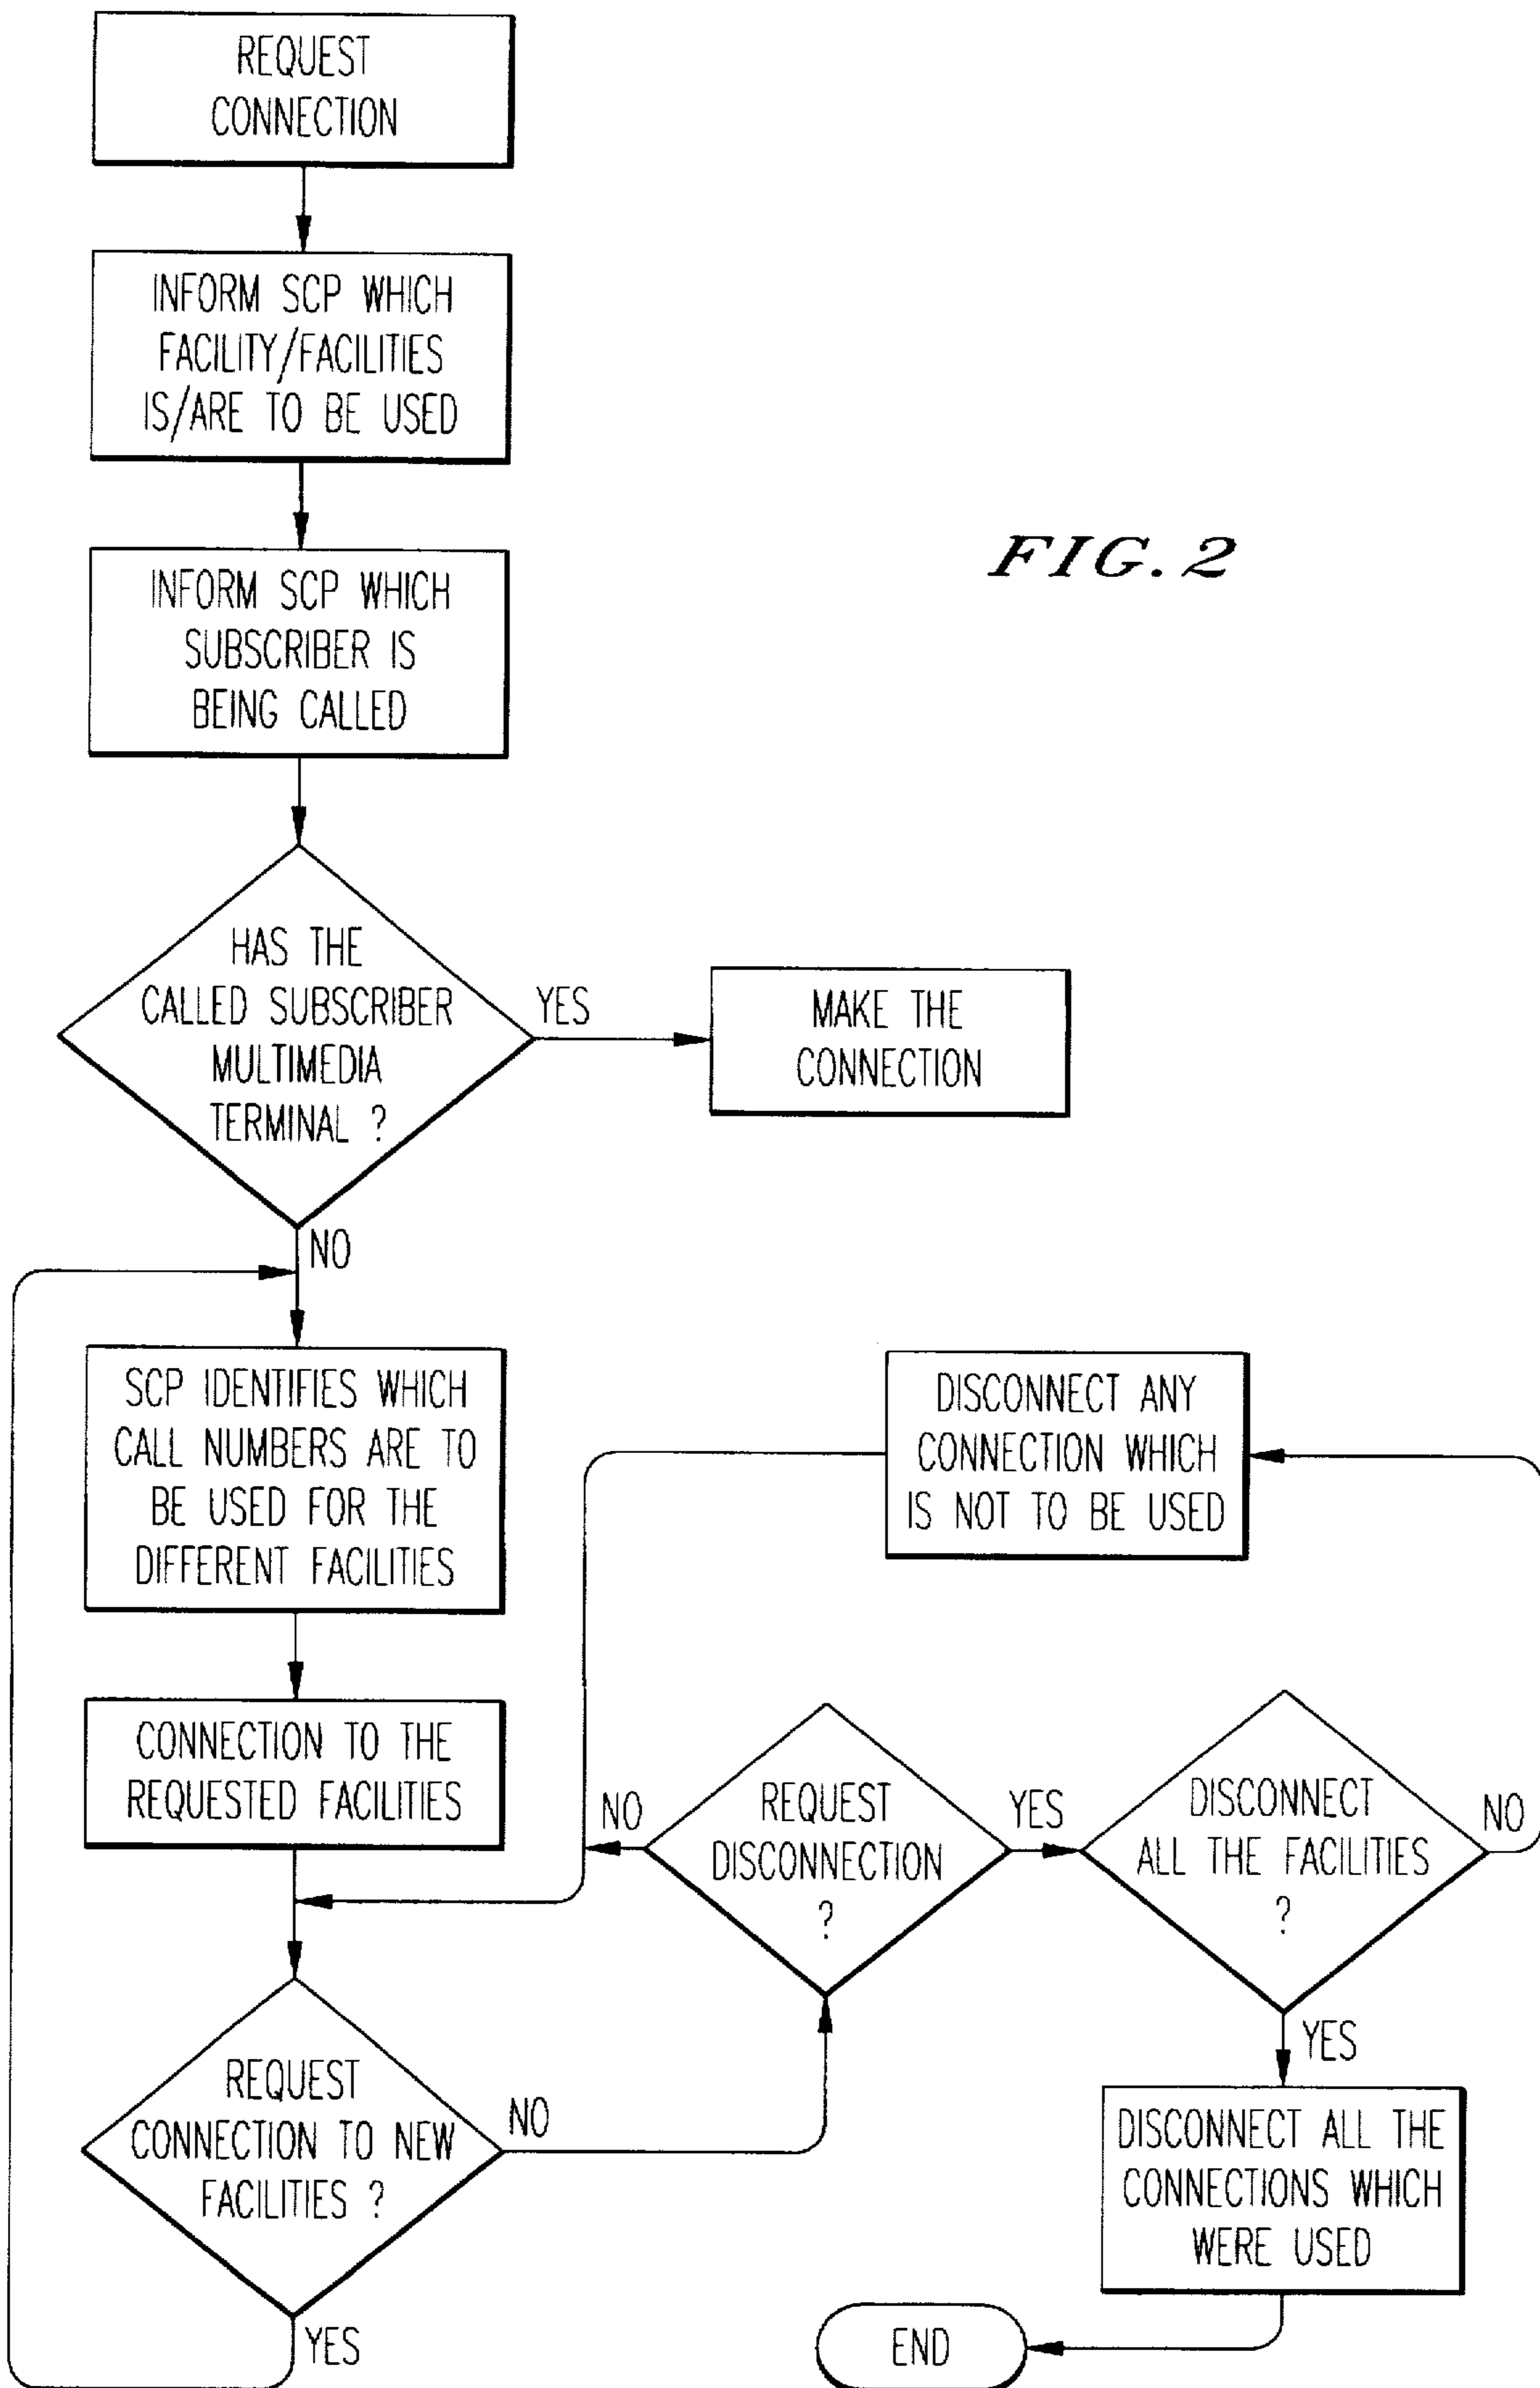 REQUEST
CONNECTION
INFORM SCP WHICH
FACILITY/FACILITIES
IS/ARE TO BE USED
FIG. 2
INFORM SCP WHICH
SUBSCRIBER IS
BEING CALLED
HAS THE
CALLED SUBSCRIBER
MULTIMEDIA
TERMINAL ?
YES
MAKE THE
CONNECTION
NO
SCP IDENTIFIES WHICH
CALL NUMBERS ARE TO
BE USED FOR THE
DIFFERENT FACILITIES
DISCONNECT ANY
CONNECTION WHICH
IS NOT TO BE USED
CONNECTION TO THE
REQUESTED FACILITIES
NO
REQUEST
DISCONNECTION
?
YES
DISCONNECT
ALL THE FACILITIES
?
NO
YES
REQUEST
CONNECTION TO NEW
FACILITIES ?
NO
YES
DISCONNECT ALL THE
CONNECTIONS WHICH
WERE USED
END